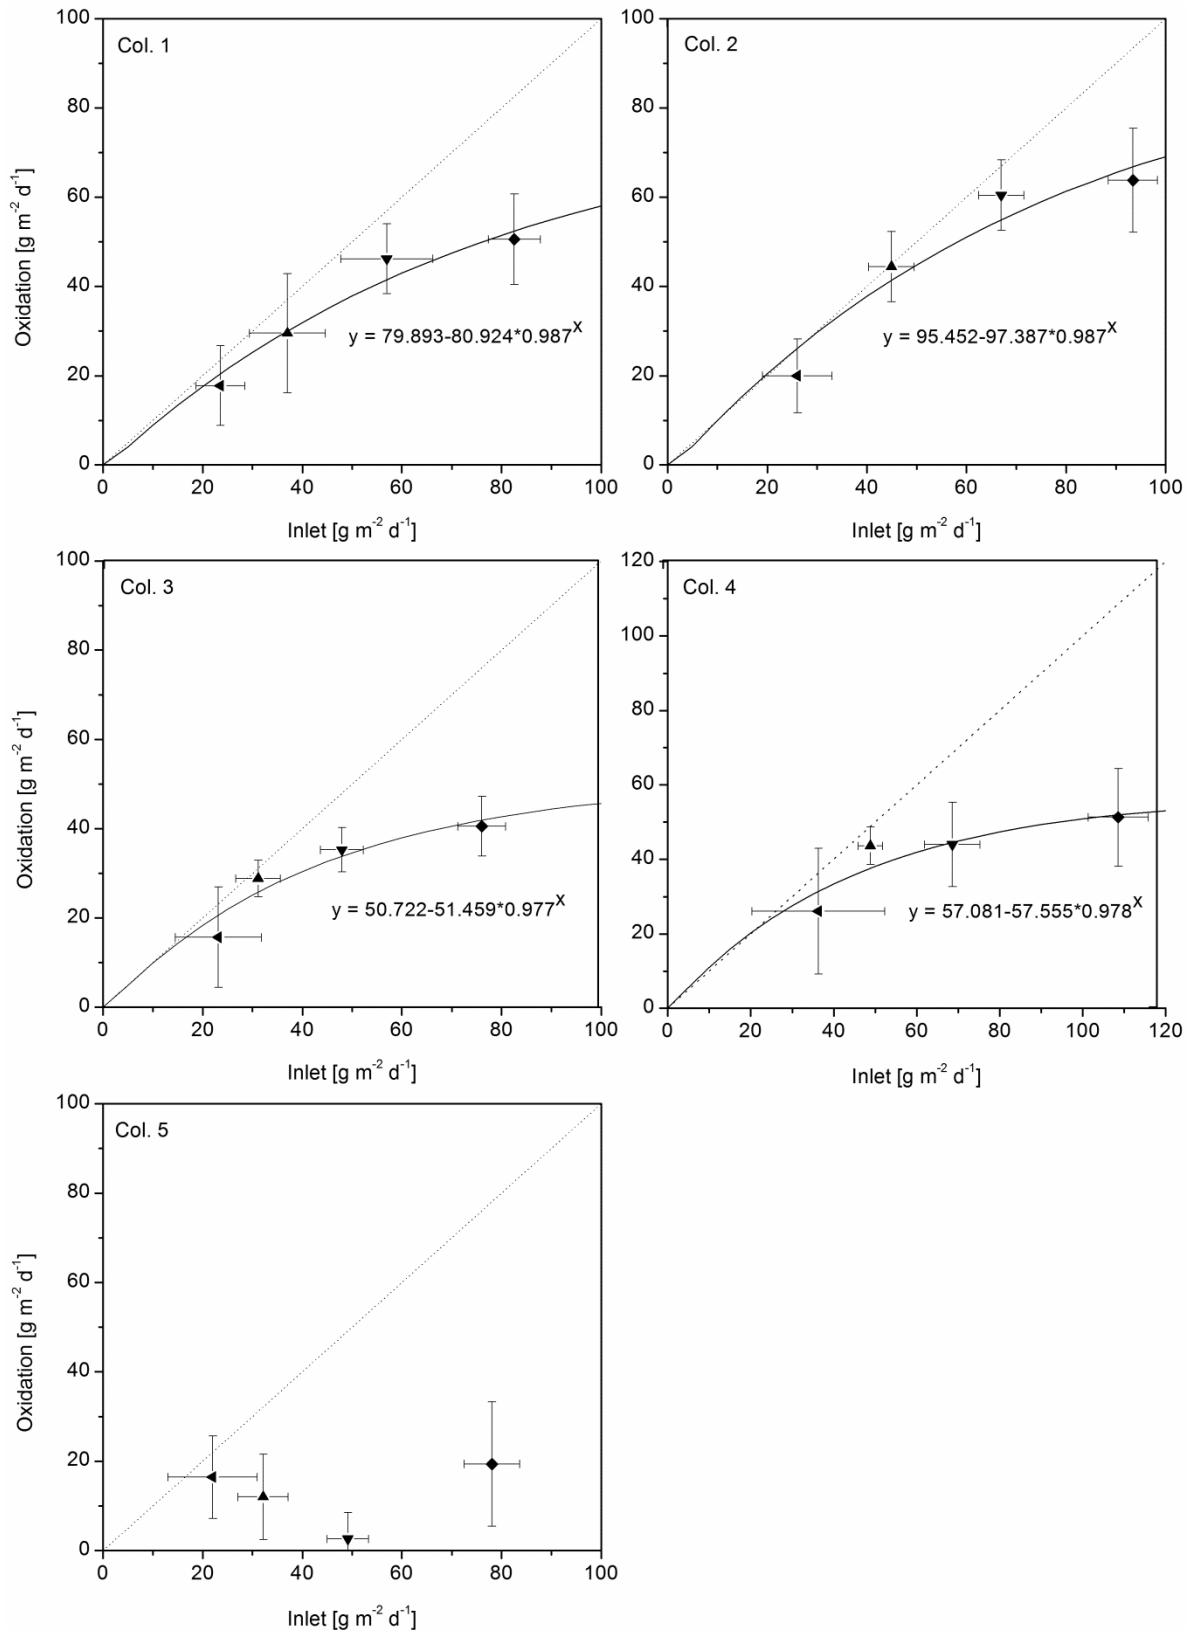 Col. 1
100
80
60
40
20
0
Oxidation [g m⁻² d⁻¹]
y = 79.893-80.924*0.987ˣ
0 20 40 60 80 100
Inlet [g m⁻² d⁻¹]
Col. 2
100
80
60
40
20
0
y = 95.452-97.387*0.987ˣ
0 20 40 60 80 100
Inlet [g m⁻² d⁻¹]
Col. 3
100
80
60
40
20
0
Oxidation [g m⁻² d⁻¹]
y = 50.722-51.459*0.977ˣ
0 20 40 60 80 100
Inlet [g m⁻² d⁻¹]
Col. 4
120
100
80
60
40
20
0
y = 57.081-57.555*0.978ˣ
0 20 40 60 80 100 120
Inlet [g m⁻² d⁻¹]
Col. 5
100
80
60
40
20
0
Oxidation [g m⁻² d⁻¹]
0 20 40 60 80 100
Inlet [g m⁻² d⁻¹]